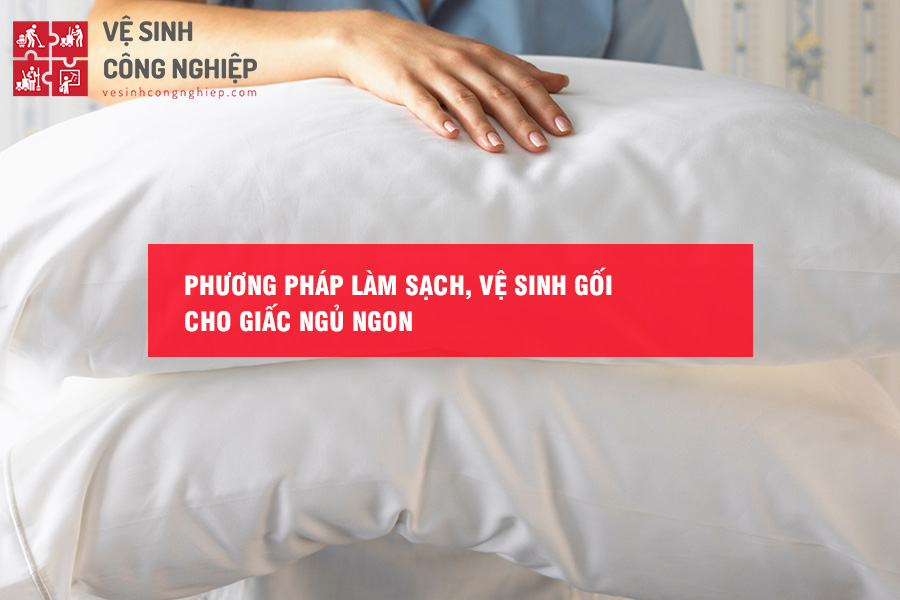 VỆ SINH
CÔNG NGHIỆP
vesinhcongnghiep.com
PHƯƠNG PHÁP LÀM SẠCH, VỆ SINH GỐI
CHO GIẤC NGỦ NGON